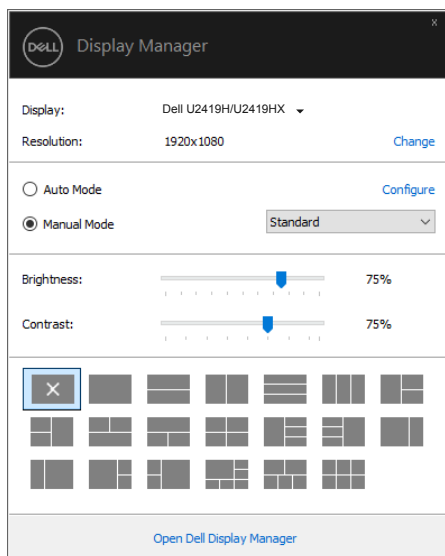 x
DELL Display Manager
Display: Dell U2419H/U2419HX
Resolution: 1920x1080 Change
Auto Mode Configure
Manual Mode Standard
Brightness: 75%
Contrast: 75%
Open Dell Display Manager